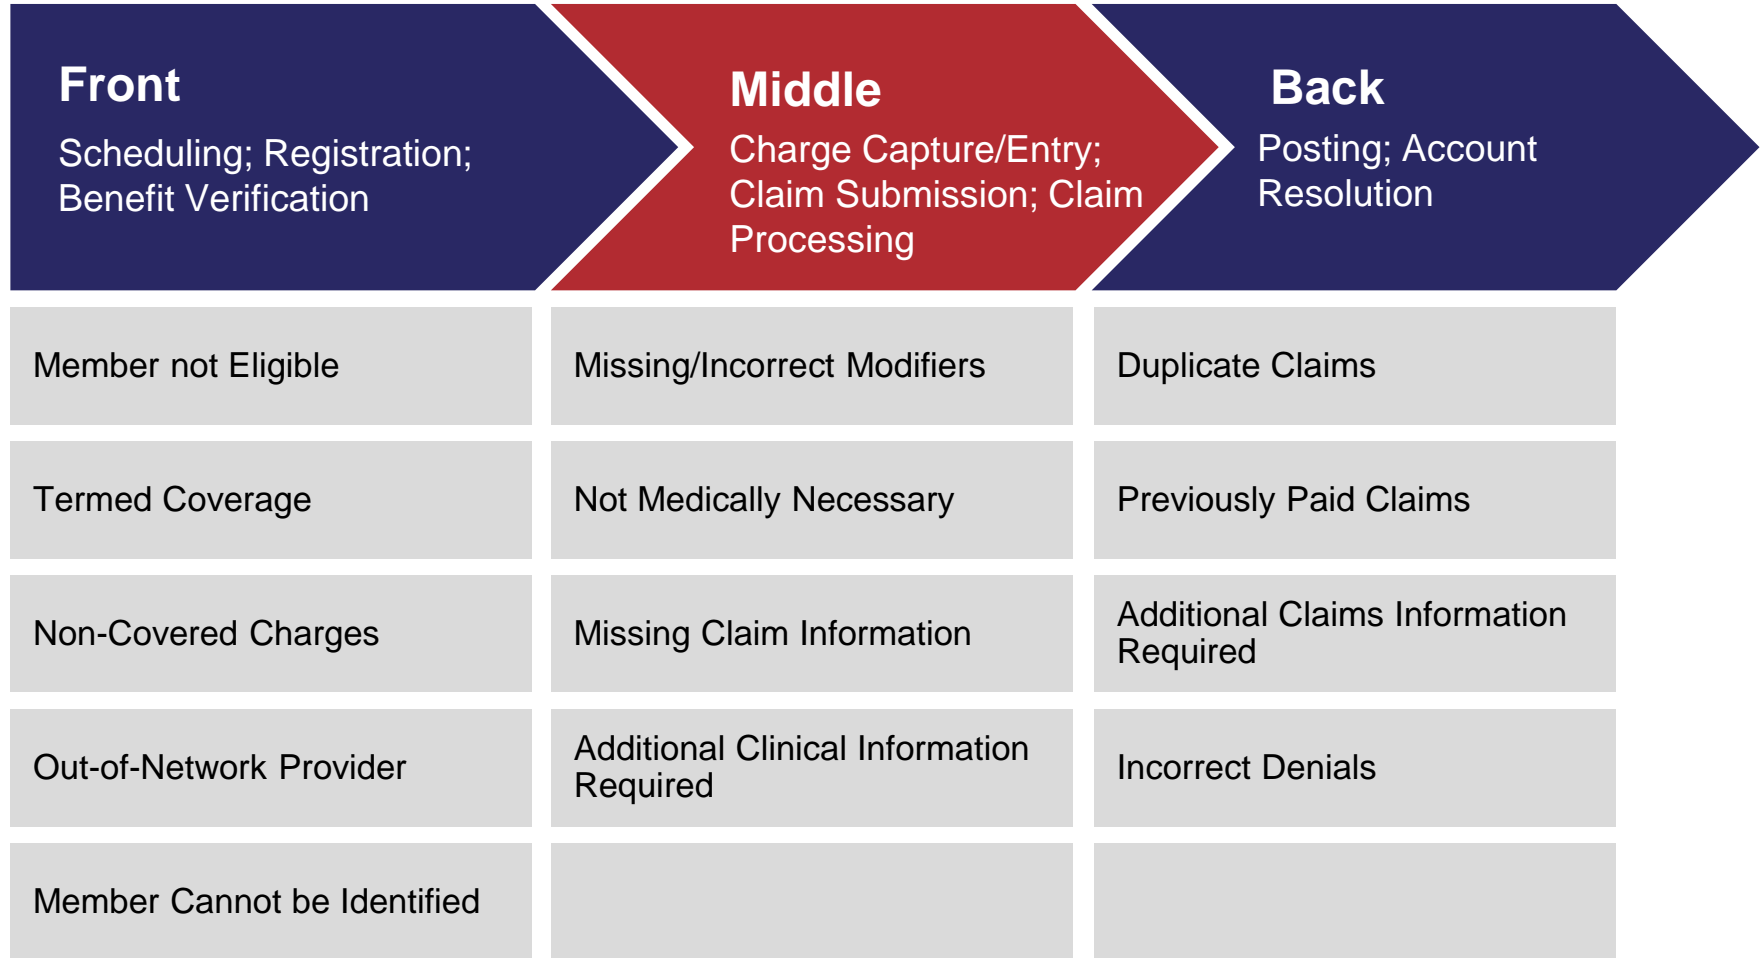 Front
Scheduling; Registration;
Benefit Verification
Middle
Charge Capture/Entry;
Claim Submission; Claim
Processing
Back
Posting; Account
Resolution
Member not Eligible
Missing/Incorrect Modifiers
Duplicate Claims
Termed Coverage
Not Medically Necessary
Previously Paid Claims
Non-Covered Charges
Missing Claim Information
Additional Claims Information
Required
Out-of-Network Provider
Additional Clinical Information
Required
Incorrect Denials
Member Cannot be Identified